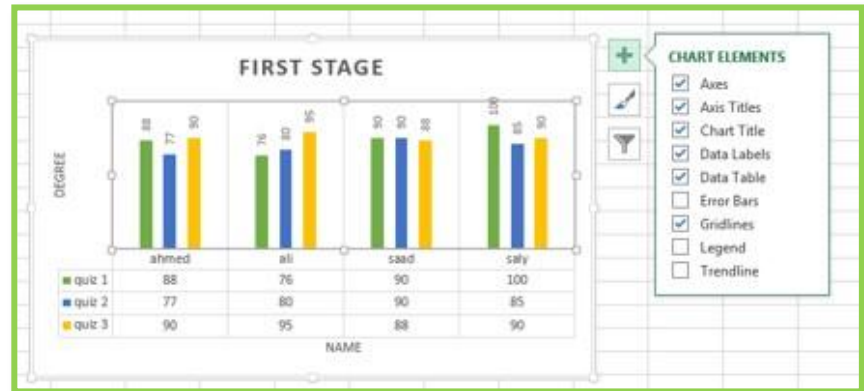 FIRST STAGE
DEGREE
88 77 90 76 80 95 90 90 88 100 85 90
ahmed ali saad saly
quiz 1 88 76 90 100
quiz 2 77 80 90 85
quiz 3 90 95 88 90
NAME
CHART ELEMENTS
Axes
Axis Titles
Chart Title
Data Labels
Data Table
Error Bars
Gridlines
Legend
Trendline